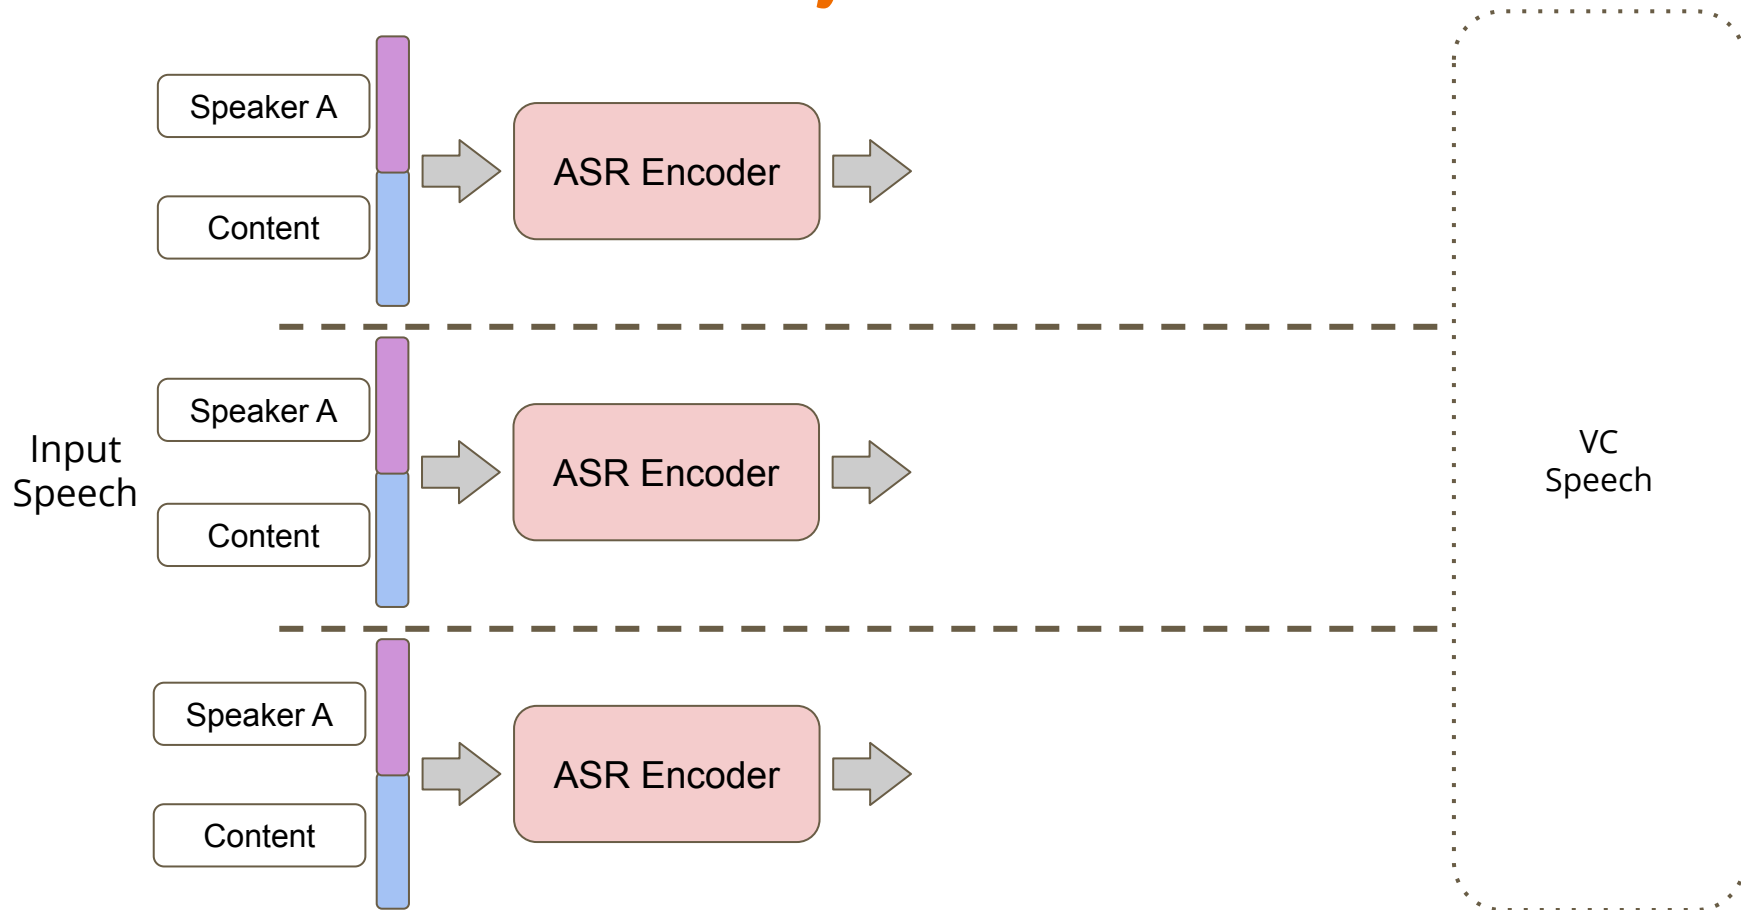 Speaker A
ASR Encoder
Content
Input
Speech
Speaker A
ASR Encoder
Content
VC
Speech
Speaker A
ASR Encoder
Content